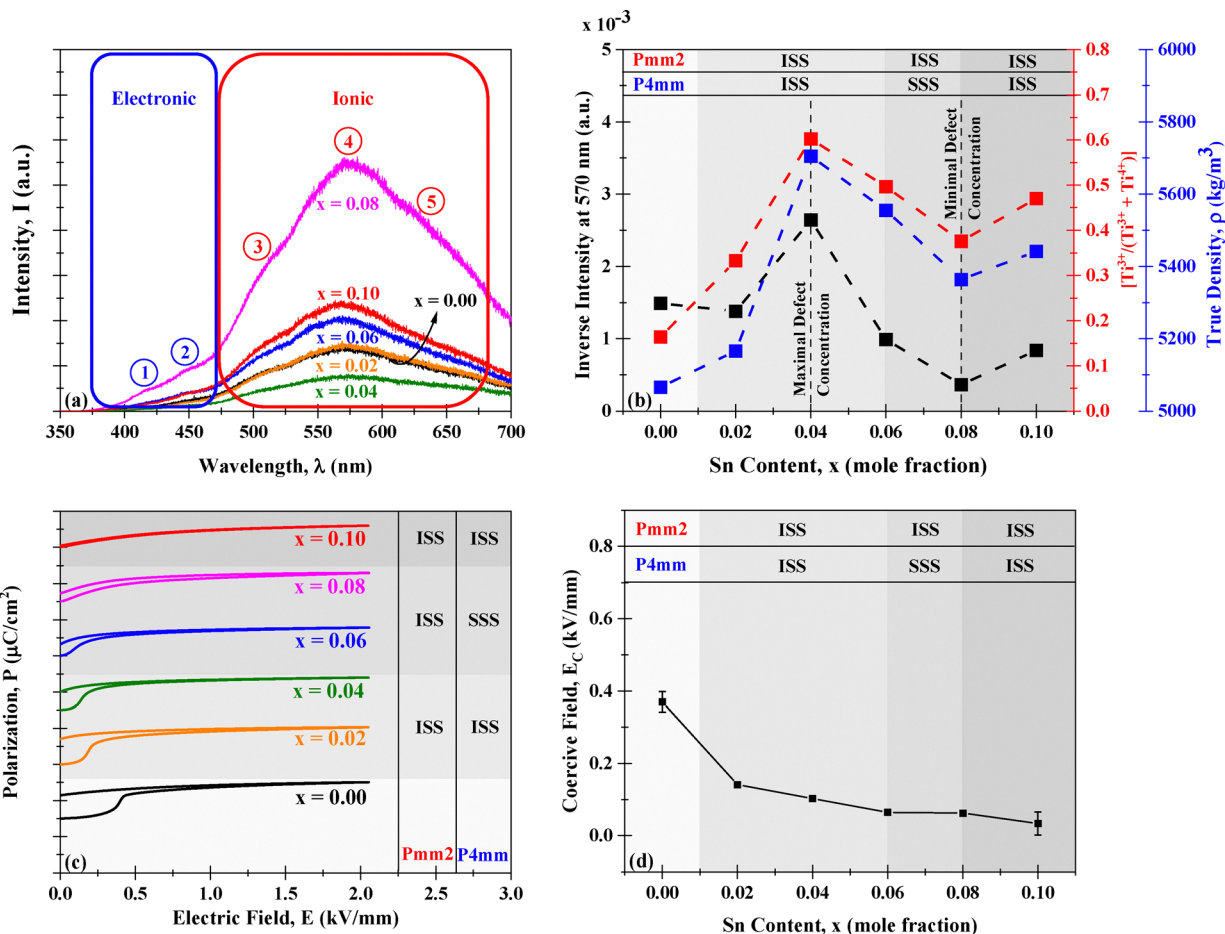 Electronic
Ionic
1
2
3
4
5
x = 0.08
x = 0.10
x = 0.00
x = 0.06
x = 0.02
x = 0.04
(a)
350 400 450 500 550 600 650 700
Wavelength, λ (nm)
Intensity, I (a.u.)
x 10⁻³
Pmm2 ISS ISS ISS
P4mm ISS SSS ISS
5
4
3
2
1
0
Inverse Intensity at 570 nm (a.u.)
Maximal Defect
Concentration
Minimal Defect
Concentration
(b)
0.00 0.02 0.04 0.06 0.08 0.10
Sn Content, x (mole fraction)
0.8
0.7
0.6
0.5
0.4
0.3
0.2
0.1
0.0
[Ti³⁺/(Ti³⁺ + Ti⁴⁺)]
6000
5800
5600
5400
5200
5000
True Density, ρ (kg/m³)
x = 0.10 ISS ISS
x = 0.08
ISS SSS
x = 0.06
x = 0.04
ISS ISS
x = 0.02
x = 0.00
Pmm2 P4mm
(c)
0.0 0.5 1.0 1.5 2.0 2.5 3.0
Electric Field, E (kV/mm)
Polarization, P (μC/cm²)
Pmm2 ISS ISS ISS
P4mm ISS SSS ISS
0.8
0.6
0.4
0.2
0.0
Coercive Field, E_C (kV/mm)
(d)
0.00 0.02 0.04 0.06 0.08 0.10
Sn Content, x (mole fraction)